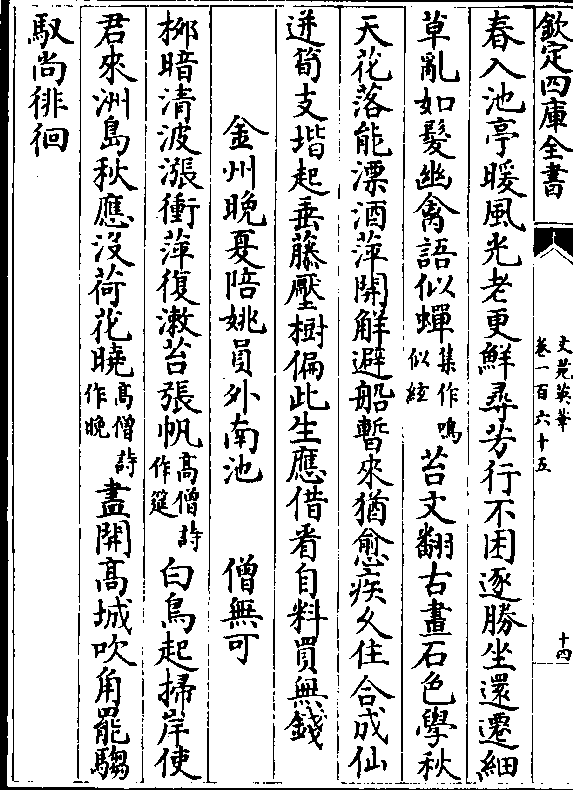 欽定四庫全書
文苑英華
卷一百六十五
十四
春入池亭暖風光老更鮮尋芳行不困逐勝坐還遷細
草亂如髮幽禽語似蟬集作鳴似絃苔文翻古畫石色學秋
天花落能漂酒萍開解避船暫來猶愈疾久住合成仙
迸筍支堦起垂藤壓樹偏此生應借看自料買無錢
金州晚夏陪姚員外南池 僧無可
桞暗清波漲衝萍復漱苔張帆高僧詩作筵白鳥起掃岸使
君來洲島秋應沒荷花曉高僧詩作晚盡開高城吹角罷騶
馭尚徘徊